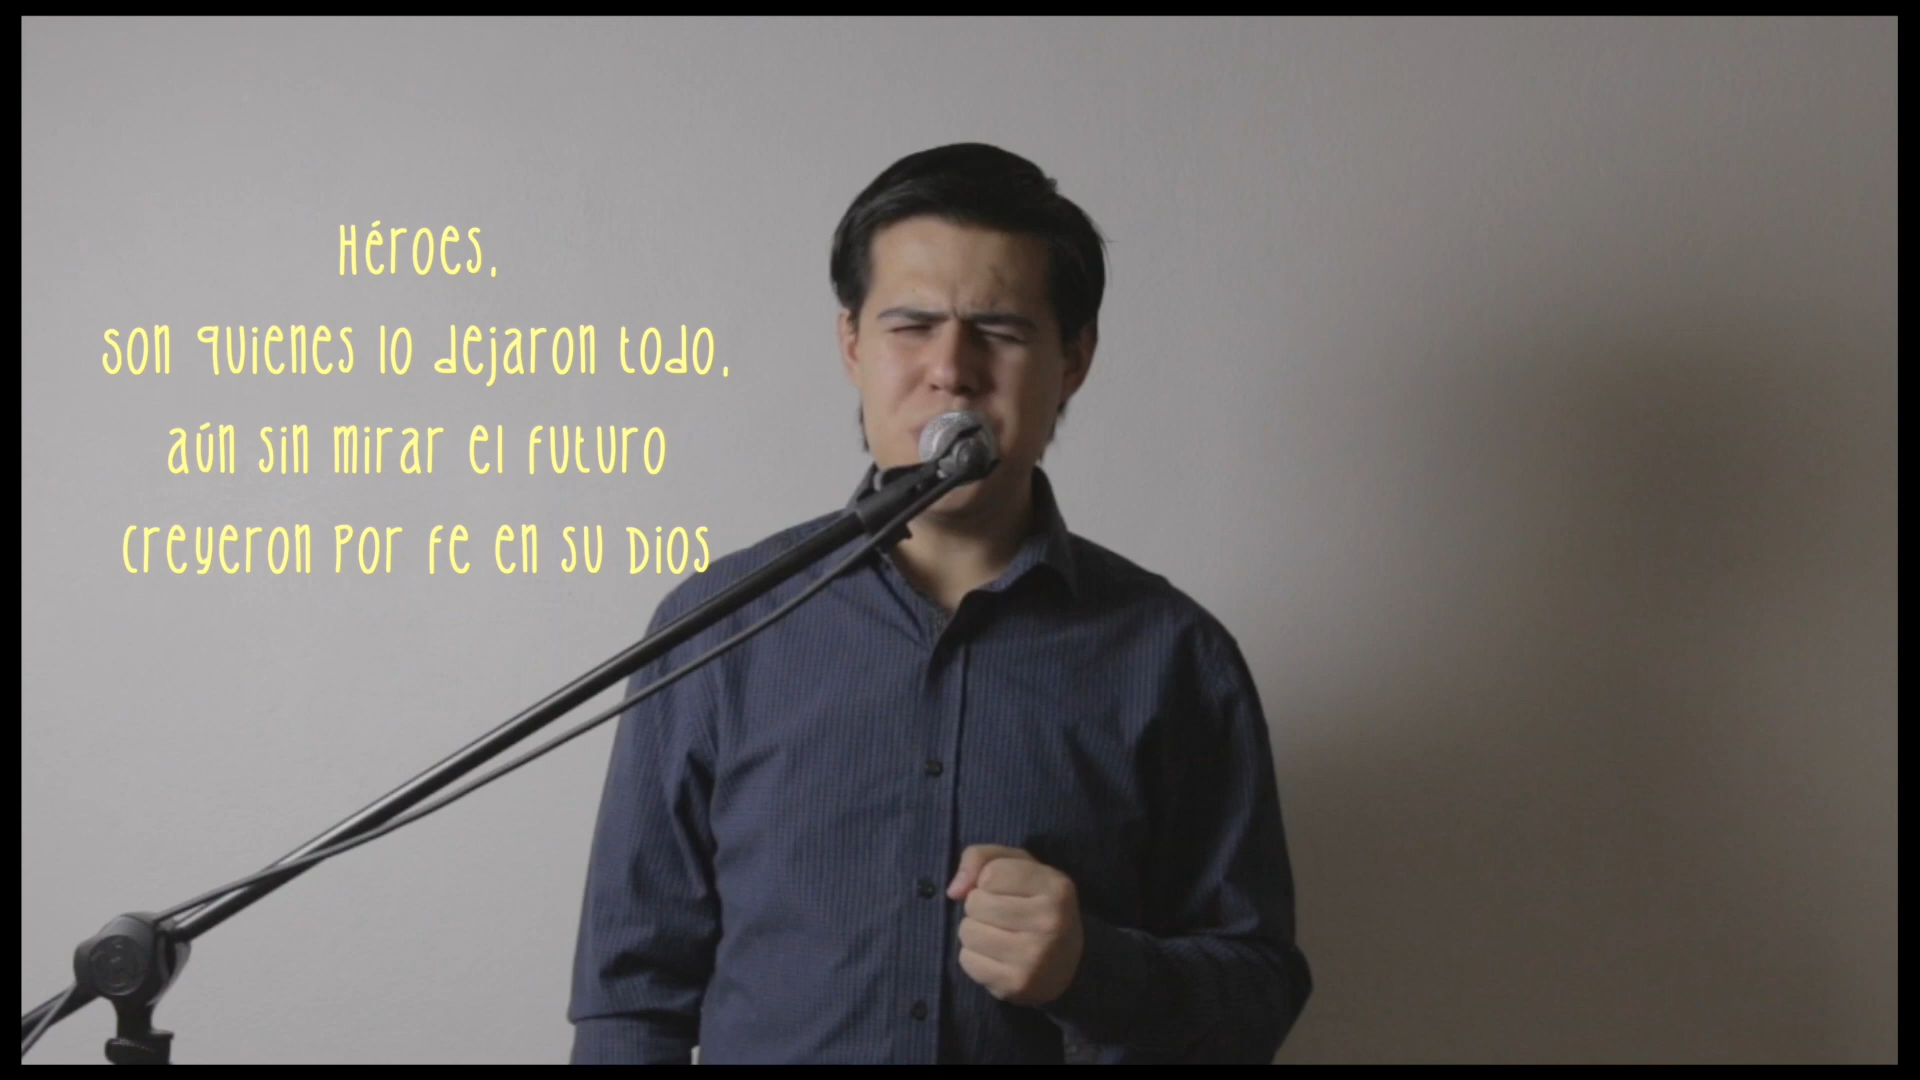 Héroes,
son quienes lo dejaron todo,
aún sin mirar el futuro
creyeron por fe en su Dios